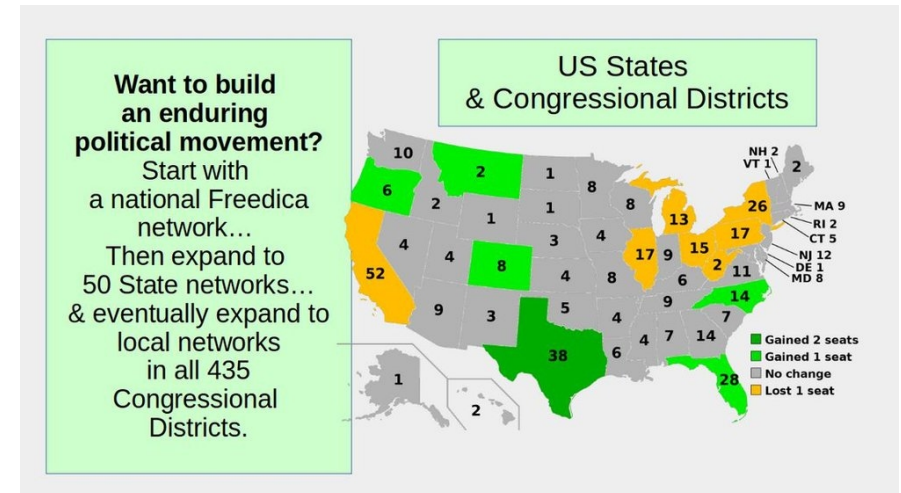 Want to build
an enduring
political movement?
Start with
a national Freedica
network…
Then expand to
50 State networks…
& eventually expand to
local networks
in all 435
Congressional
Districts.
US States
& Congressional Districts
10
2
1
8
NH 2
VT 1
2
6
2
1
8
13
26
MA 9
RI 2
CT 5
1
3
4
17
9
15
17
NJ 12
DE 1
MD 8
52
4
4
8
4
8
6
2
11
14
9
3
5
4
9
7
38
6
4
7
14
28
1
2
Gained 2 seats
Gained 1 seat
No change
Lost 1 seat